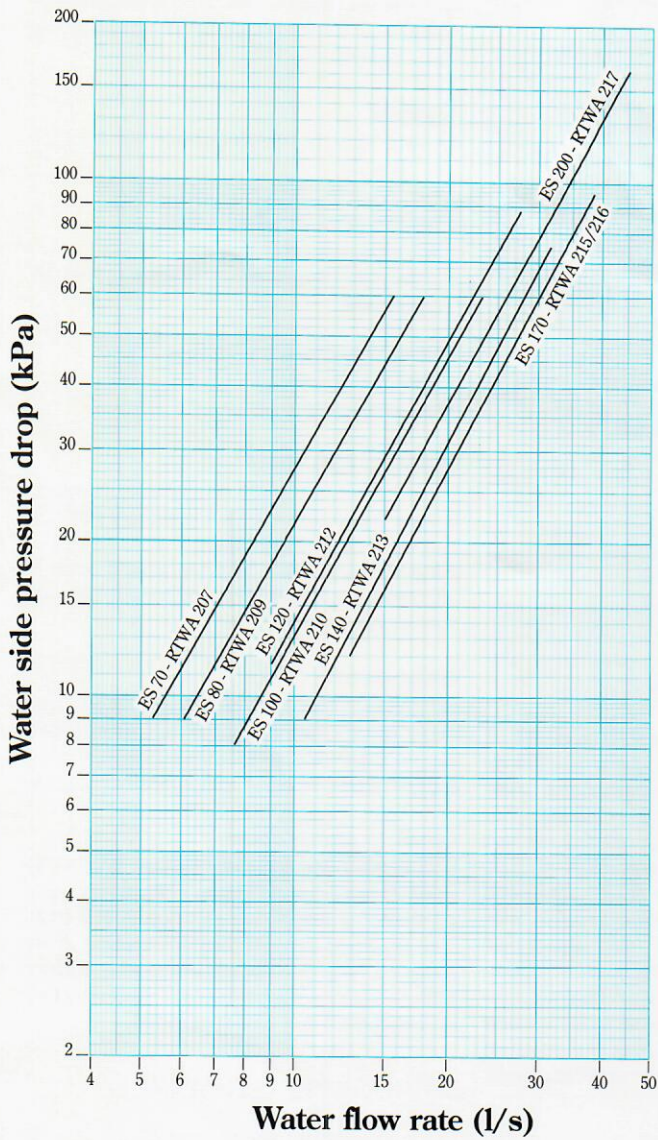 200
150
100
90
80
70
60
50
40
30
20
15
10
9
8
7
6
5
4
3
2
Water side pressure drop (kPa)
ES 200 - RTWA 217
ES 170 - RTWA 215/216
ES 70 - RTWA 207
ES 80 - RTWA 209
ES 120 - RTWA 212
ES 100 - RTWA 210
ES 140 - RTWA 213
4 5 6 7 8 9 10 15 20 30 40 50
Water flow rate (l/s)